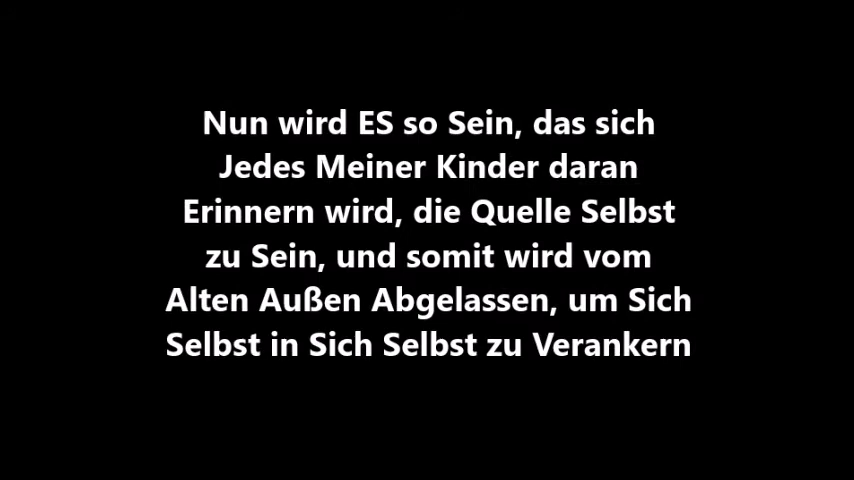 Nun wird ES so Sein, das sich
Jedes Meiner Kinder daran
Erinnern wird, die Quelle Selbst
zu Sein, und somit wird vom
Alten Außen Abgelassen, um Sich
Selbst in Sich Selbst zu Verankern